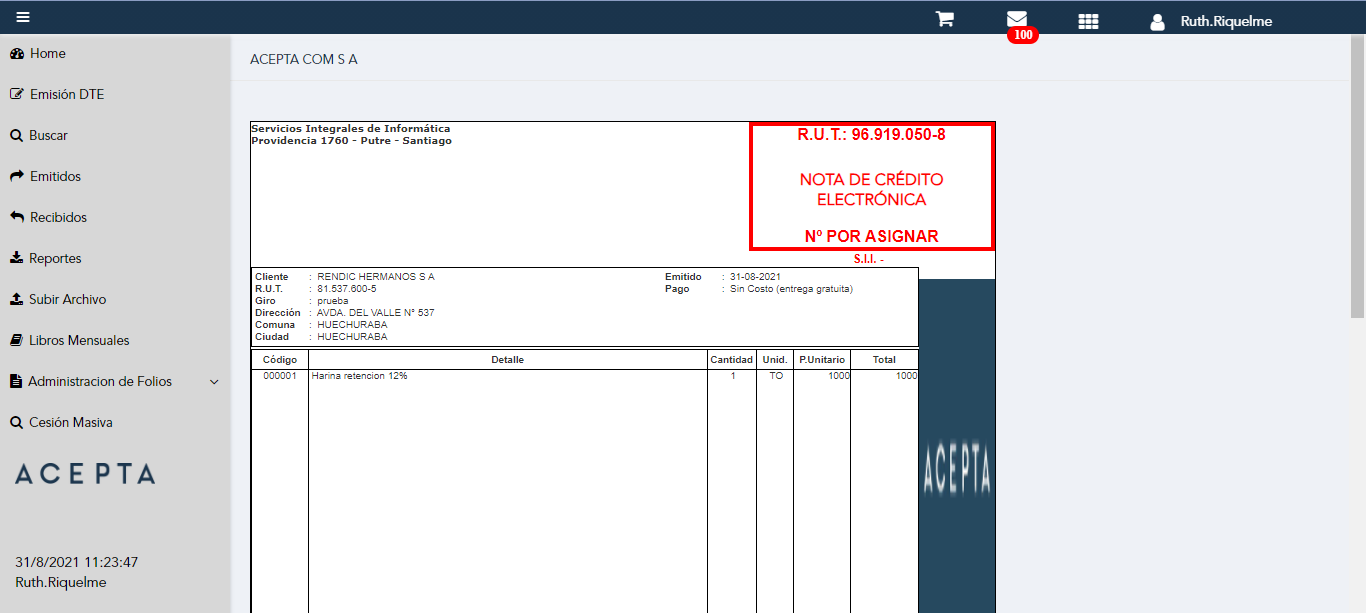 Ruth.Riquelme
100
Home
Emisión DTE
Buscar
Emitidos
Recibidos
Reportes
Subir Archivo
Libros Mensuales
Administracion de Folios
Cesión Masiva
ACEPTA
31/8/2021 11:23:47
Ruth.Riquelme
ACEPTA COM S A
Servicios Integrales de Informática
Providencia 1760 - Putre - Santiago
R.U.T.: 96.919.050-8
NOTA DE CRÉDITO
ELECTRÓNICA
Nº POR ASIGNAR
S.I.I. -
Cliente : RENDIC HERMANOS S A Emitido : 31-08-2021
R.U.T. : 81.537.600-5 Pago : Sin Costo (entrega gratuita)
Giro : prueba
Dirección : AVDA. DEL VALLE N° 537
Comuna : HUECHURABA
Ciudad : HUECHURABA
Código Detalle Cantidad Unid. P.Unitario Total
000001 Harina retencion 12% 1 TO 1000 1000
ACEPTA